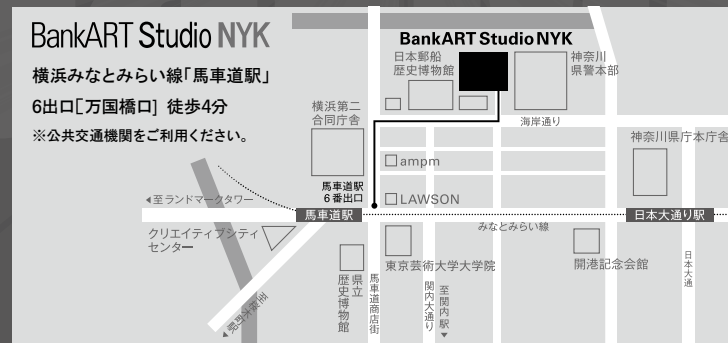 BankART Studio NYK
横浜みなとみらい線「馬車道駅」
6出口[万国橋口] 徒歩4分
※公共交通機関をご利用ください。
BankART Studio NYK
日本郵船
歴史博物館
神奈川
県警本部
横浜第二
合同庁舎
海岸通り
神奈川県庁本庁舎
ampm
馬車道駅
6番出口
LAWSON
◀至ランドマークタワー
馬車道駅
日本大通り駅
みなとみらい線
クリエイティブシティ
センター
東京芸術大学大学院
開港記念会館
県立
歴史博物館
馬車道商店街
関内大通り
至関内駅▼
日本大通
至桜木町駅▶